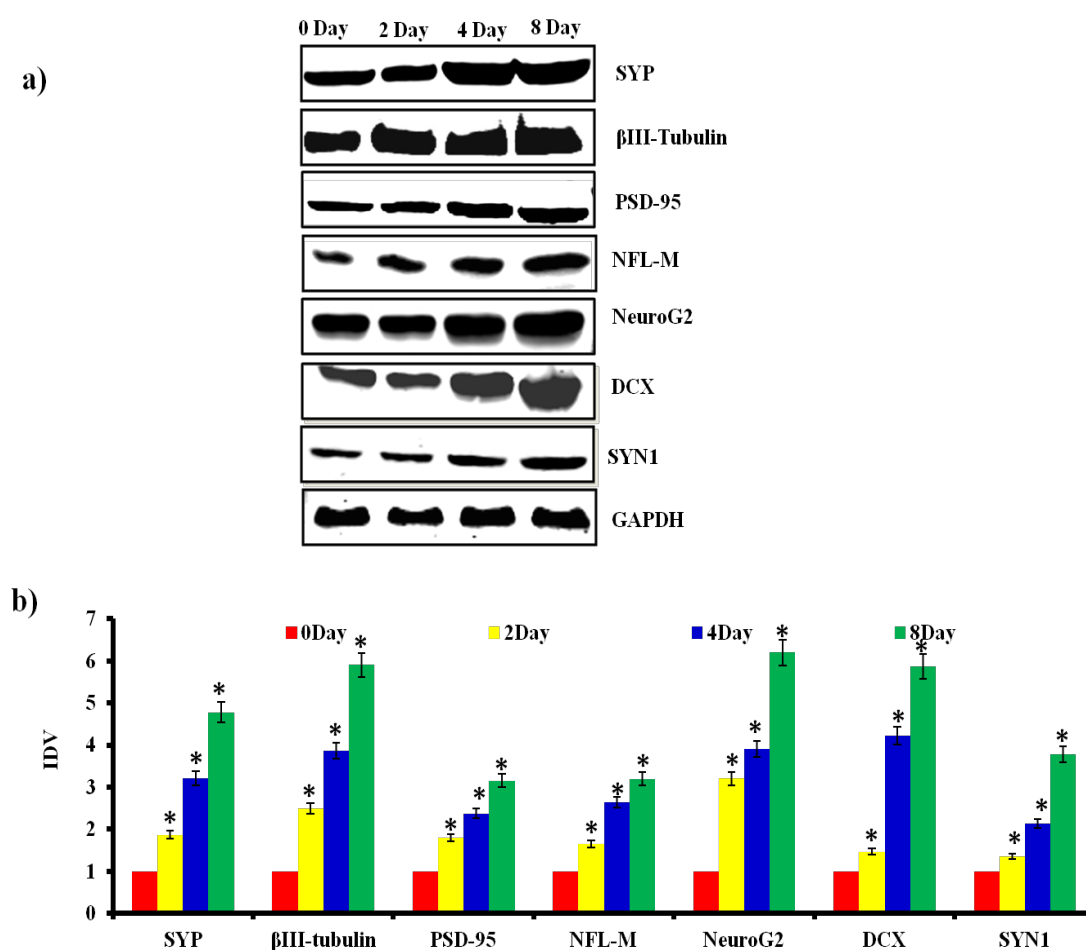 0 Day 2 Day 4 Day 8 Day
a)
SYP
βIII-Tubulin
PSD-95
NFL-M
NeuroG2
DCX
SYN1
GAPDH
b)
7
0Day 2Day 4Day 8Day
6
5
4
3
2
1
0
IDV
* * * * * * * * * * * * * * * * * * * * *
SYP βIII-tubulin PSD-95 NFL-M NeuroG2 DCX SYN1